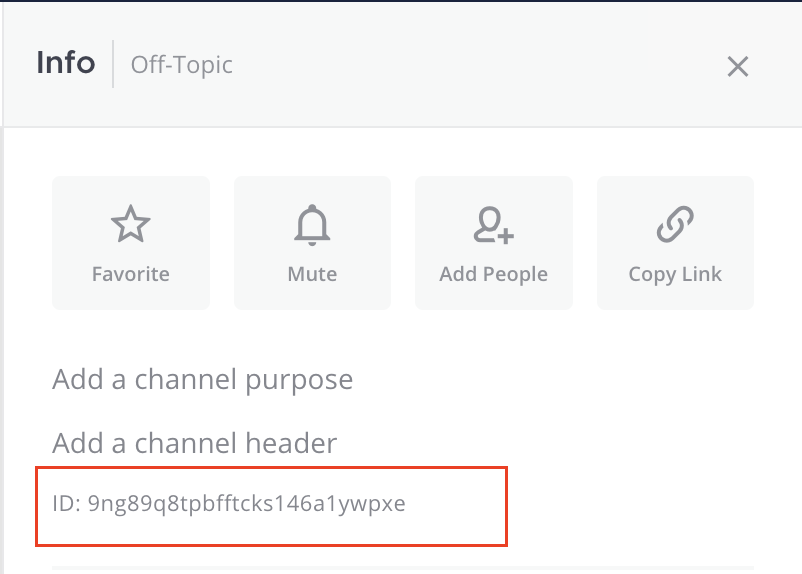 Info Off-Topic
Favorite Mute Add People Copy Link
Add a channel purpose
Add a channel header
ID: 9ng89q8tpbfftcks146a1ywpxe